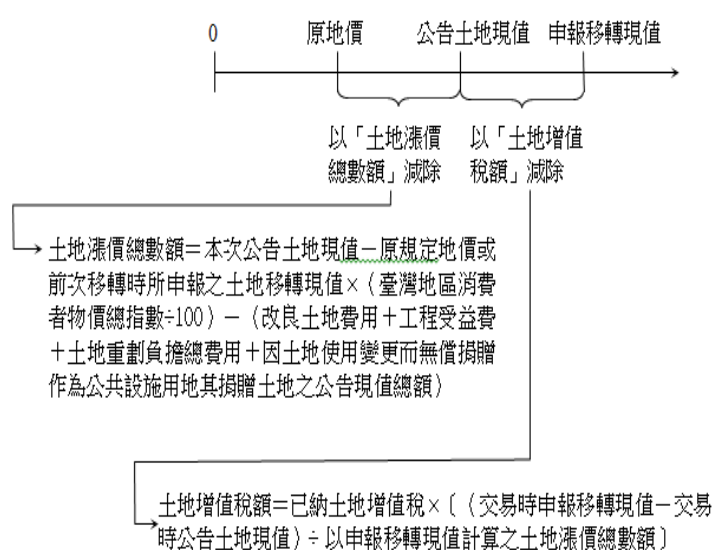 0 原地價 公告土地現值 申報移轉現值
以「土地漲價 以「土地增值
總數額」減除 稅額」減除
土地漲價總數額＝本次公告土地現值－原規定地價或
前次移轉時所申報之土地移轉現值×（臺灣地區消費
者物價總指數÷100）－（改良土地費用＋工程受益費
＋土地重劃負擔總費用＋因土地使用變更而無償捐贈
作為公共設施用地其捐贈土地之公告現值總額）
土地增值稅額＝已納土地增值稅×〔（交易時申報移轉現值－交易
時公告土地現值）÷以申報移轉現值計算之土地漲價總數額〕